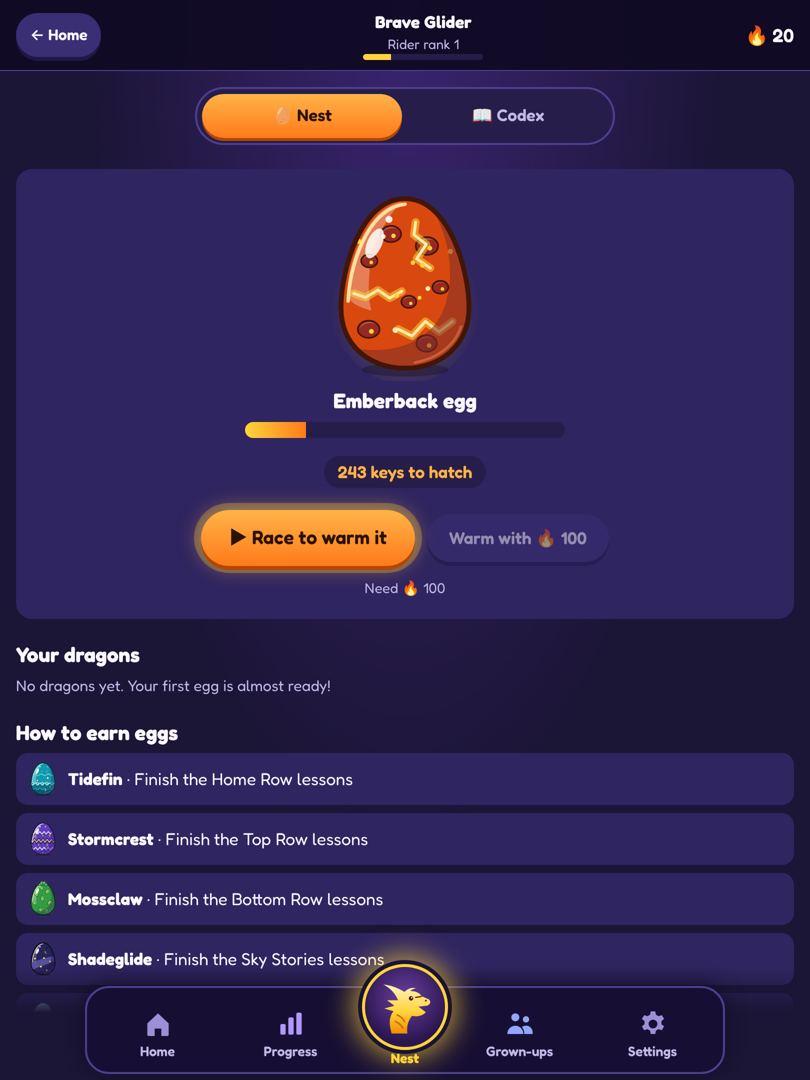 ← Home
Brave Glider
Rider rank 1
🔥 20
🥚 Nest
📖 Codex
Emberback egg
243 keys to hatch
▶ Race to warm it
Warm with 🔥 100
Need 🔥 100
Your dragons
No dragons yet. Your first egg is almost ready!
How to earn eggs
Tidefin · Finish the Home Row lessons
Stormcrest · Finish the Top Row lessons
Mossclaw · Finish the Bottom Row lessons
Shadeglide · Finish the Sky Stories lessons
Home
Progress
Nest
Grown-ups
Settings